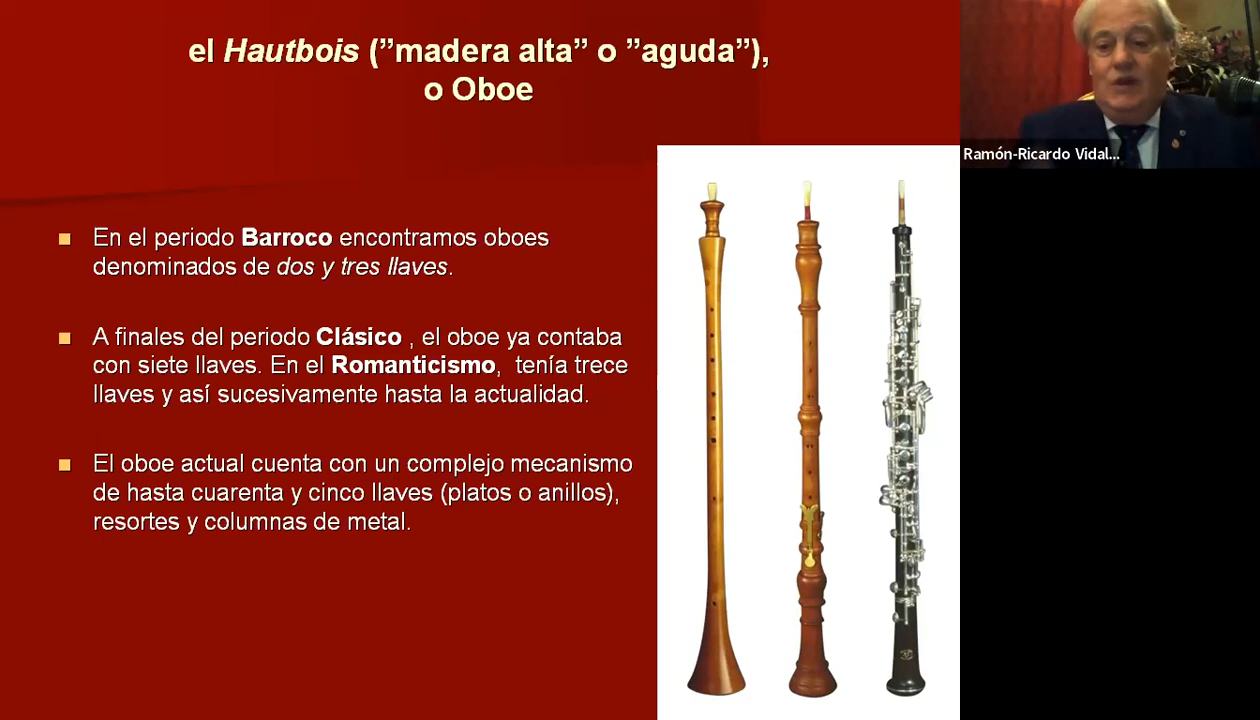 el Hautbois (”madera alta” o ”aguda”),
o Oboe
Ramón-Ricardo Vidal...
En el periodo Barroco encontramos oboes
denominados de dos y tres llaves.
A finales del periodo Clásico , el oboe ya contaba
con siete llaves. En el Romanticismo, tenía trece
llaves y así sucesivamente hasta la actualidad.
El oboe actual cuenta con un complejo mecanismo
de hasta cuarenta y cinco llaves (platos o anillos),
resortes y columnas de metal.